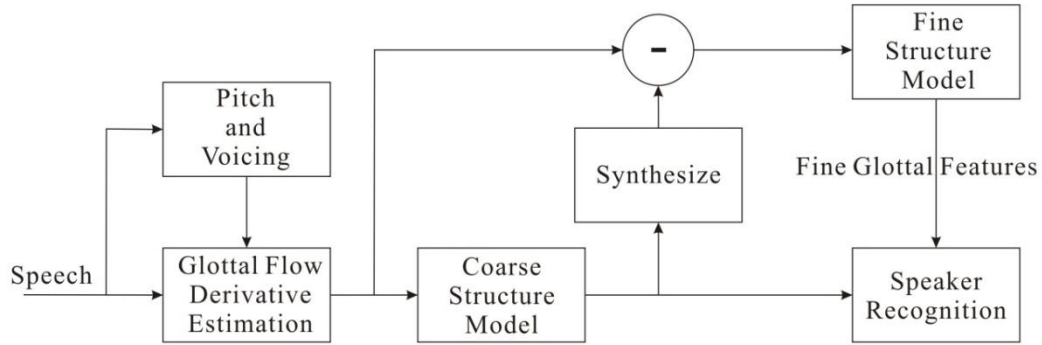 -
Fine
Structure
Model
Pitch
and
Voicing
Synthesize
Fine Glottal Features
Speech
Glottal Flow
Derivative
Estimation
Coarse
Structure
Model
Speaker
Recognition